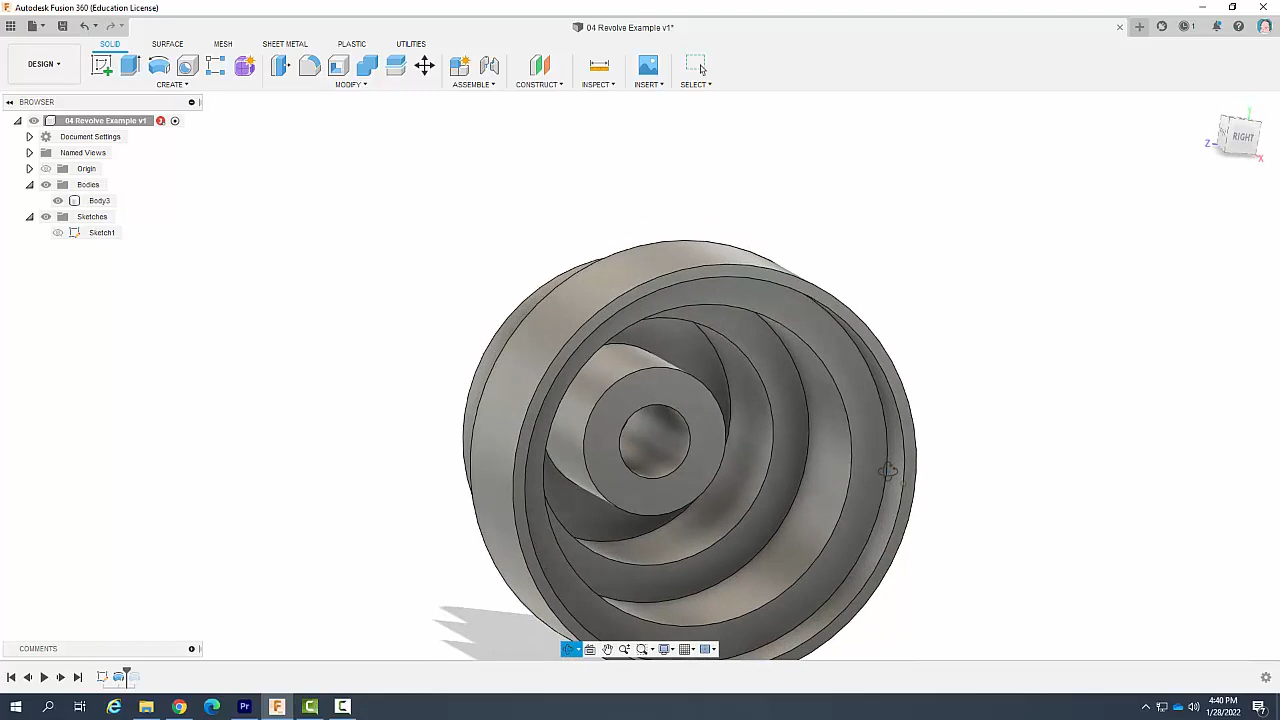 Autodesk Fusion 360 (Education License)
04 Revolve Example v1*
1
SOLID SURFACE MESH SHEET METAL PLASTIC UTILITIES
DESIGN
CREATE MODIFY ASSEMBLE CONSTRUCT INSPECT INSERT SELECT
BROWSER
04 Revolve Example v1
Document Settings
Named Views
Origin
Bodies
Body3
Sketches
Sketch1
RIGHT
Z
X
COMMENTS
Pr
F
C
C
4:40 PM
1/28/2022